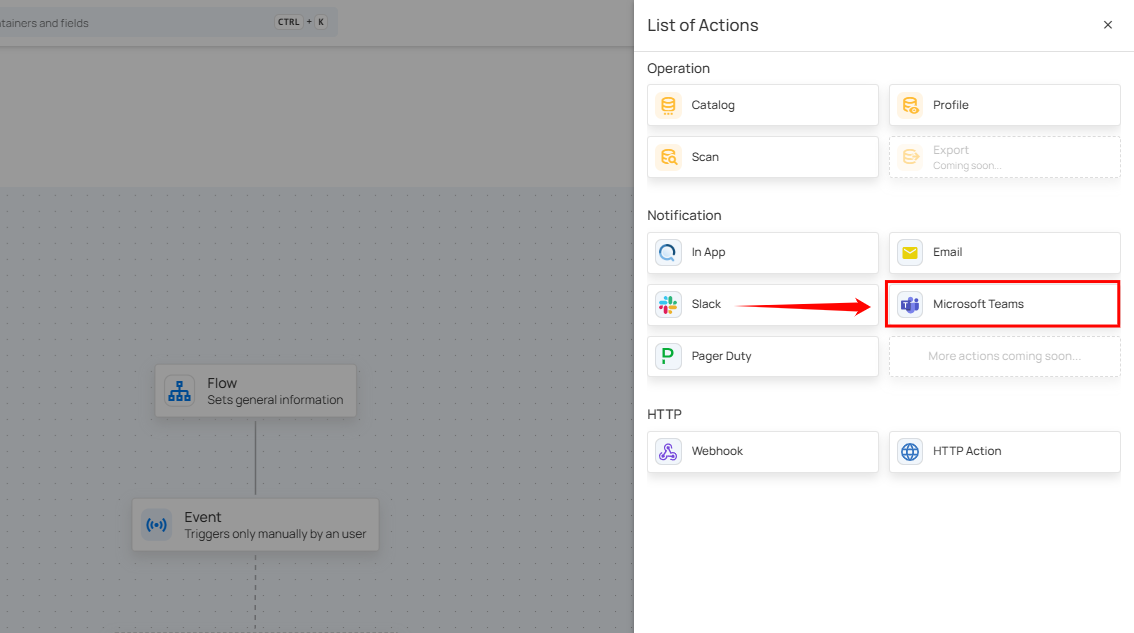 and fields
CTRL + K
List of Actions
Operation
Catalog
Profile
Scan
Export
Coming soon...
Notification
In App
Email
Slack
Microsoft Teams
Pager Duty
More actions coming soon...
HTTP
Webhook
HTTP Action
Flow
Sets general information
Event
Triggers only manually by an user